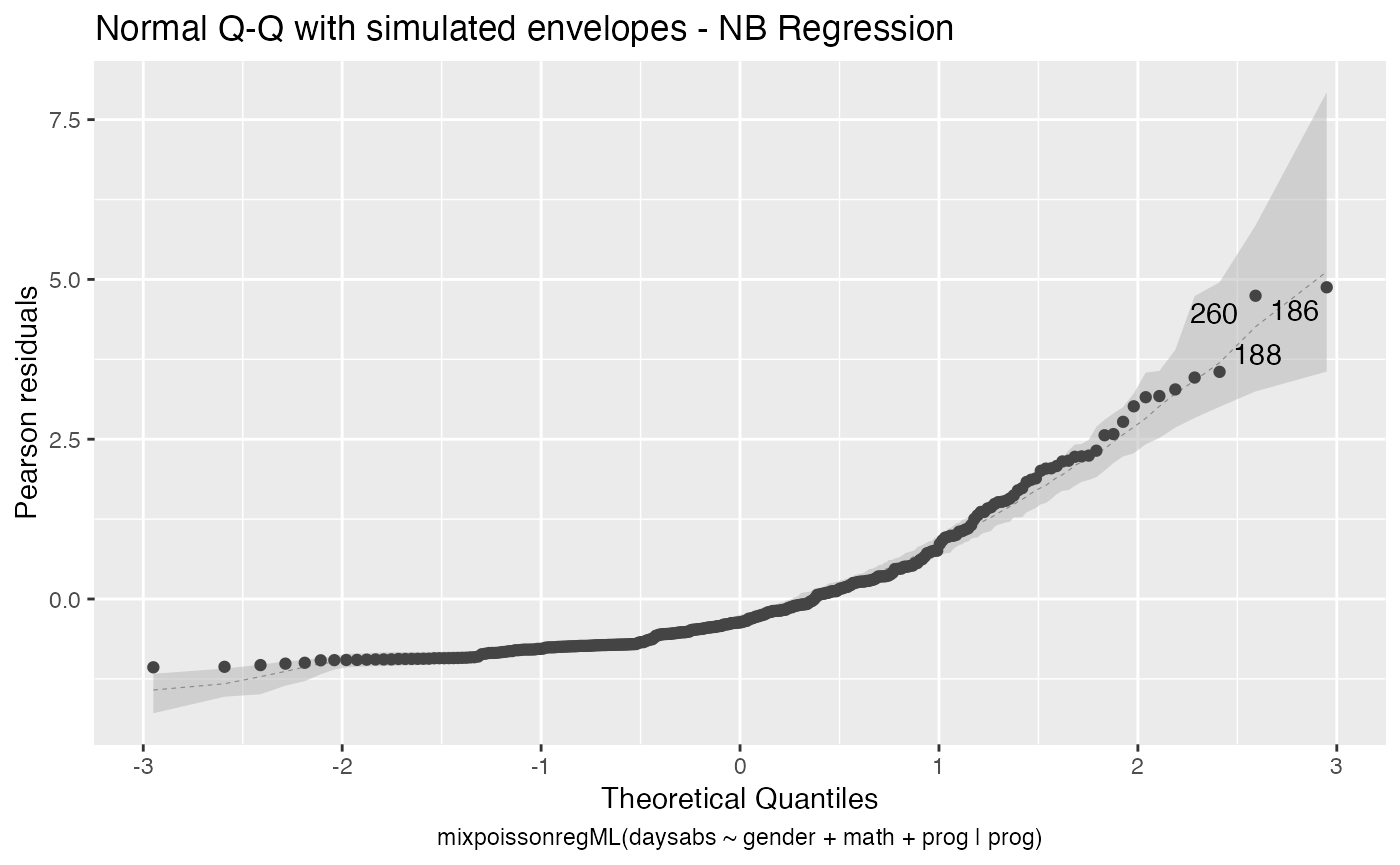 Normal Q-Q with simulated envelopes - NB Regression
7.5
5.0
2.5
0.0
Pearson residuals
260
186
188
-3 -2 -1 0 1 2 3
Theoretical Quantiles
mixpoissonregML(daysabs ~ gender + math + prog | prog)